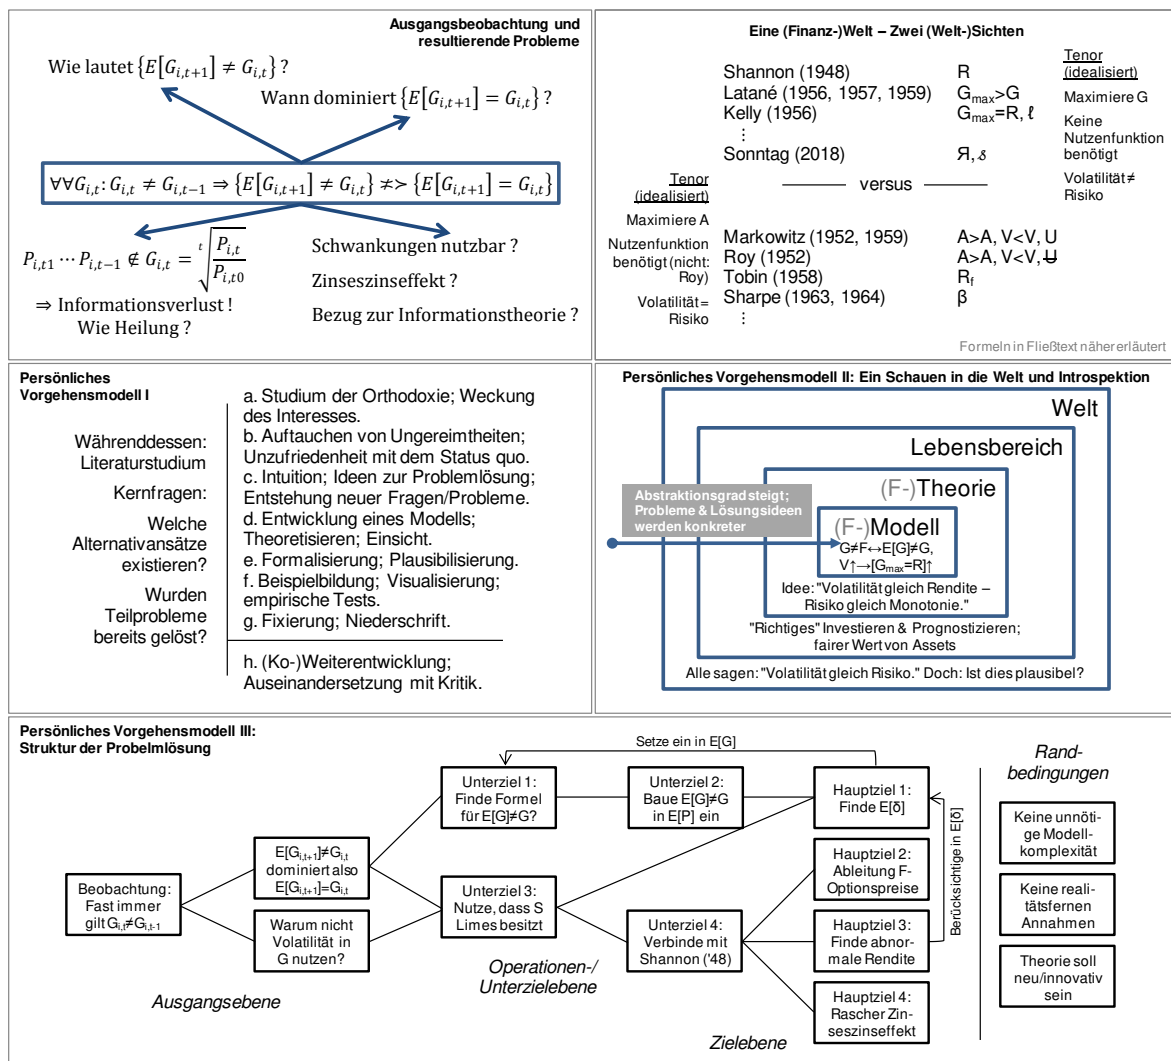 Ausgangsbeobachtung und
resultierende Probleme
Wie lautet {E[G_{i,t+1}] ≠ G_{i,t}} ?
Wann dominiert {E[G_{i,t+1}] = G_{i,t}} ?
∀∀G_{i,t}: G_{i,t} ≠ G_{i,t−1} ⇒ {E[G_{i,t+1}] ≠ G_{i,t}} ⊁≻ {E[G_{i,t+1}] = G_{i,t}}
P_{i,t1} ⋯ P_{i,t−1} ∉ G_{i,t} = \sqrt[t]{P_{i,t}/P_{i,t0}}
⇒ Informationsverlust !
Wie Heilung ?
Schwankungen nutzbar ?
Zinseszinseffekt ?
Bezug zur Informationstheorie ?
Eine (Finanz-)Welt – Zwei (Welt-)Sichten
Shannon (1948) R
Latané (1956, 1957, 1959) G_{max}>G
Kelly (1956) G_{max}=R, ℓ
⋮
Sonntag (2018) Я, 𝓈
Tenor
(idealisiert)
Maximiere G
Keine
Nutzenfunktion
benötigt
Volatilität ≠
Risiko
versus
Tenor
(idealisiert)
Maximiere A
Nutzenfunktion
benötigt (nicht:
Roy)
Volatilität =
Risiko
Markowitz (1952, 1959) A>A, V<V, U
Roy (1952) A>A, V<V, U̶
Tobin (1958) R_f
Sharpe (1963, 1964) β
⋮
Formeln in Fließtext näher erläutert
Persönliches
Vorgehensmodell I
Währenddessen:
Literaturstudium
Kernfragen:
Welche
Alternativansätze
existieren?
Wurden
Teilprobleme
bereits gelöst?
a. Studium der Orthodoxie; Weckung
des Interesses.
b. Auftauchen von Ungereimtheiten;
Unzufriedenheit mit dem Status quo.
c. Intuition; Ideen zur Problemlösung;
Entstehung neuer Fragen/Probleme.
d. Entwicklung eines Modells;
Theoretisieren; Einsicht.
e. Formalisierung; Plausibilisierung.
f. Beispielbildung; Visualisierung;
empirische Tests.
g. Fixierung; Niederschrift.
h. (Ko-)Weiterentwicklung;
Auseinandersetzung mit Kritik.
Persönliches Vorgehensmodell II: Ein Schauen in die Welt und Introspektion
Welt
Lebensbereich
(F-)Theorie
(F-)Modell
G≠F↔E[G]≠G,
V↑→[G_{max}=R]↑
Abstraktionsgrad steigt;
Probleme & Lösungsideen
werden konkreter
Idee: "Volatilität gleich Rendite –
Risiko gleich Monotonie."
"Richtiges" Investieren & Prognostizieren;
fairer Wert von Assets
Alle sagen: "Volatilität gleich Risiko." Doch: Ist dies plausibel?
Persönliches Vorgehensmodell III:
Struktur der Probelmlösung
Setze ein in E[G]
Beobachtung:
Fast immer
gilt G_{i,t}≠G_{i,t-1}
E[G_{i,t+1}]≠G_{i,t}
dominiert also
E[G_{i,t+1}]=G_{i,t}
Warum nicht
Volatilität in
G nutzen?
Ausgangsebene
Unterziel 1:
Finde Formel
für E[G]≠G?
Unterziel 2:
Baue E[G]≠G
in E[P] ein
Unterziel 3:
Nutze, dass S
Limes besitzt
Unterziel 4:
Verbinde mit
Shannon ('48)
Operationen-/
Unterzielebene
Hauptziel 1:
Finde E[δ]
Hauptziel 2:
Ableitung F-
Optionspreise
Hauptziel 3:
Finde abnor-
male Rendite
Hauptziel 4:
Rascher Zin-
seszinseffekt
Zielebene
Berücksichtige in E[δ]
Rand-
bedingungen
Keine unnöti-
ge Modell-
komplexität
Keine reali-
tätsfernen
Annahmen
Theorie soll
neu/innovativ
sein